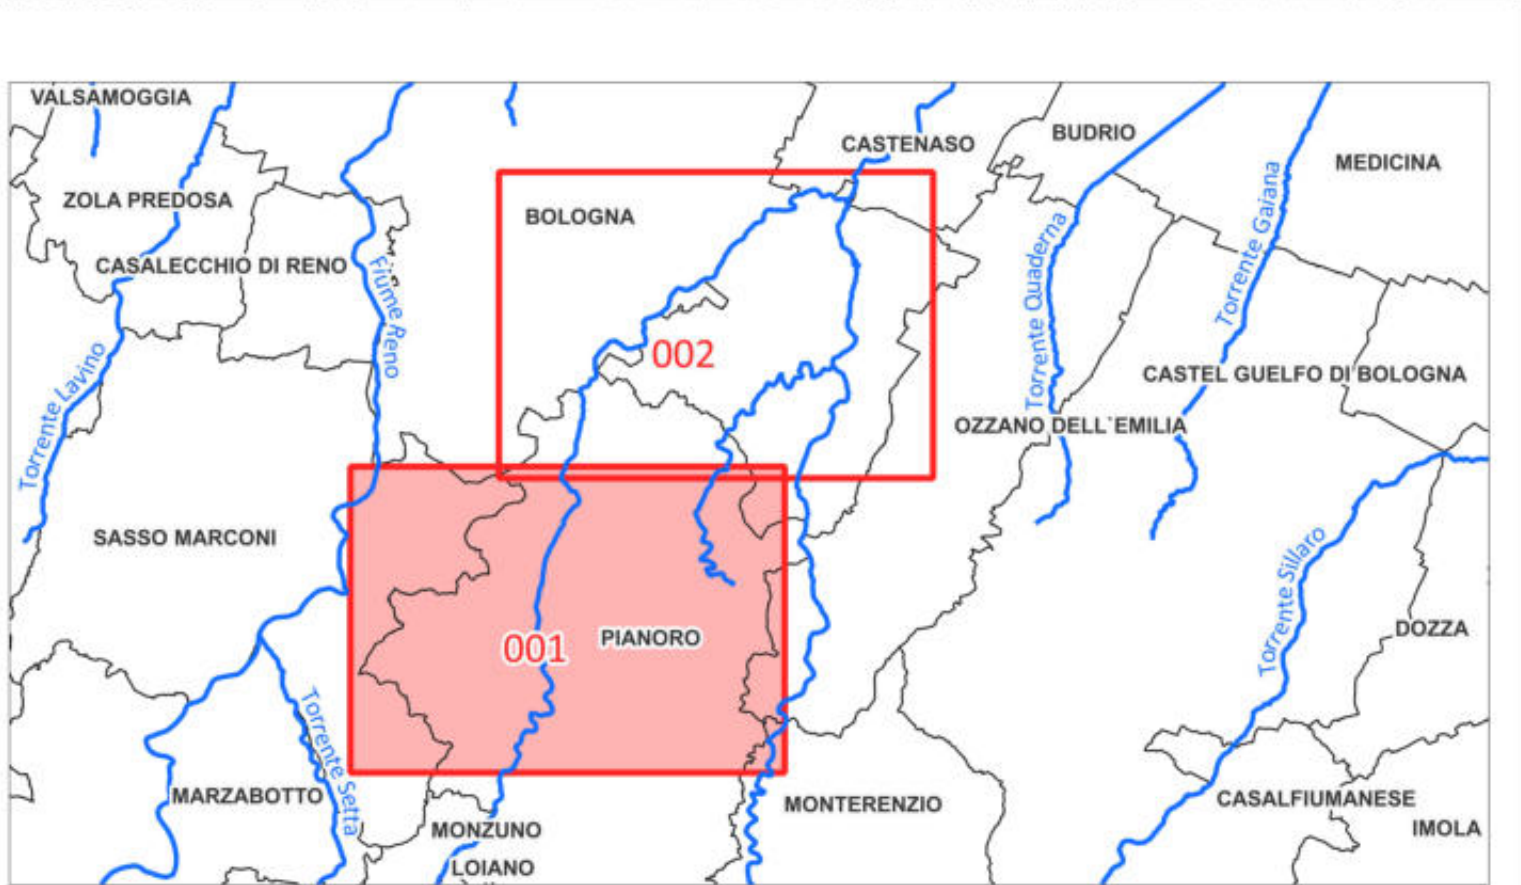 VALSAMOGGIA
BUDRIO
CASTENASO
MEDICINA
ZOLA PREDOSA
BOLOGNA
CASALECCHIO DI RENO
Fiume Reno
Torrente Quaderna
Torrente Gaiana
002
Torrente Lavino
CASTEL GUELFO DI BOLOGNA
OZZANO DELL`EMILIA
SASSO MARCONI
Torrente Sillaro
DOZZA
001
PIANORO
Torrente Setta
MARZABOTTO
MONTERENZIO
CASALFIUMANESE
MONZUNO
IMOLA
LOIANO